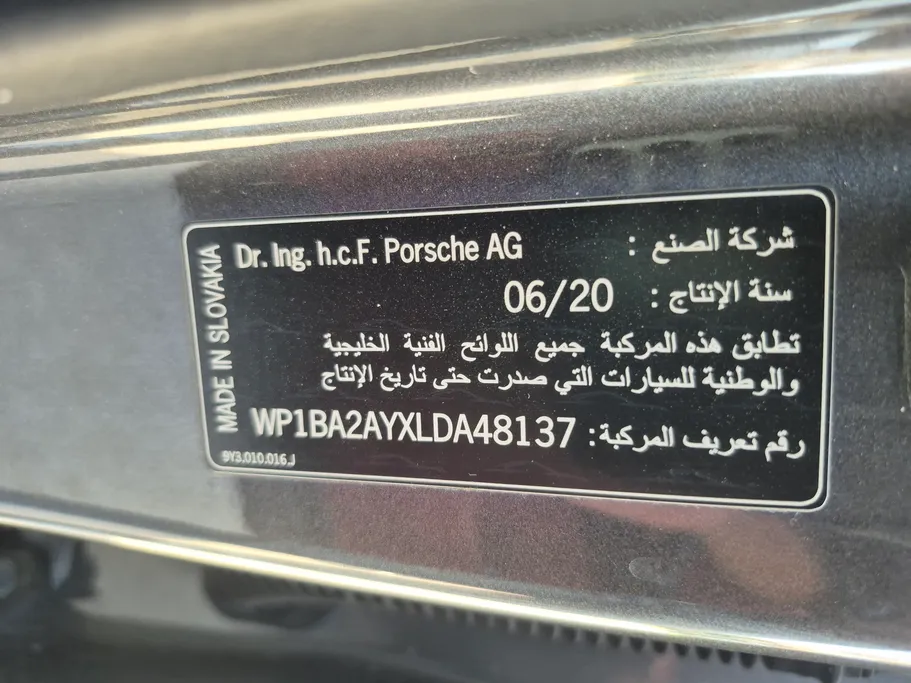 شركة الصنع : Dr. Ing. h.c.F. Porsche AG
سنة الإنتاج : 06/20
تطابق هذه المركبة جميع اللوائح الفنية الخليجية
والوطنية للسيارات التي صدرت حتى تاريخ الإنتاج
رقم تعريف المركبة: WP1BA2AYXLDA48137
MADE IN SLOVAKIA
9Y3.010.016.J